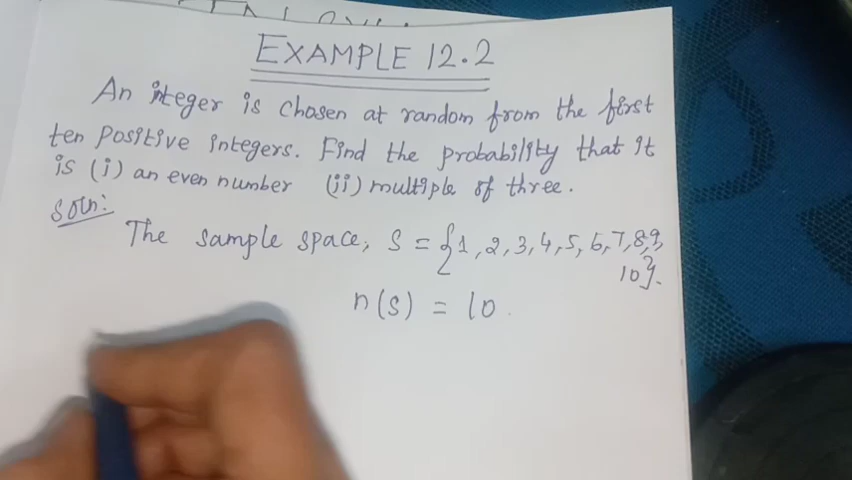 EXAMPLE 12.2
An integer is chosen at random from the first
ten positive integers. Find the probability that it
is (i) an even number (ii) multiple of three.
soln:
The sample space, S = {1, 2, 3, 4, 5, 6, 7, 8, 9,
10}.
n(S) = 10.